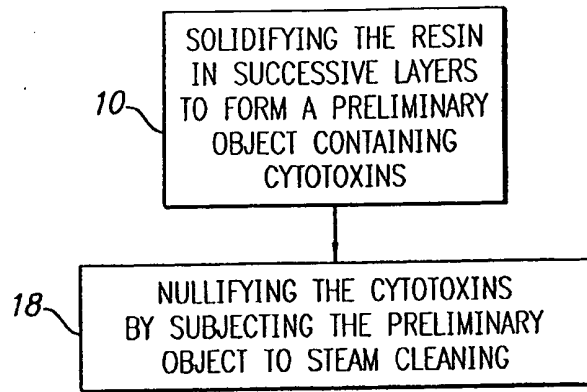 SOLIDIFYING THE RESIN
IN SUCCESSIVE LAYERS
TO FORM A PRELIMINARY
OBJECT CONTAINING
CYTOTOXINS
10
NULLIFYING THE CYTOTOXINS
BY SUBJECTING THE PRELIMINARY
OBJECT TO STEAM CLEANING
18